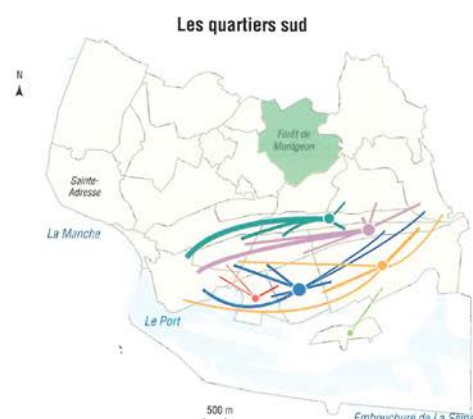 Les quartiers sud
N
Forêt de
Montgeon
Sainte-
Adresse
La Manche
Le Port
500 m
Embouchure de La Seine